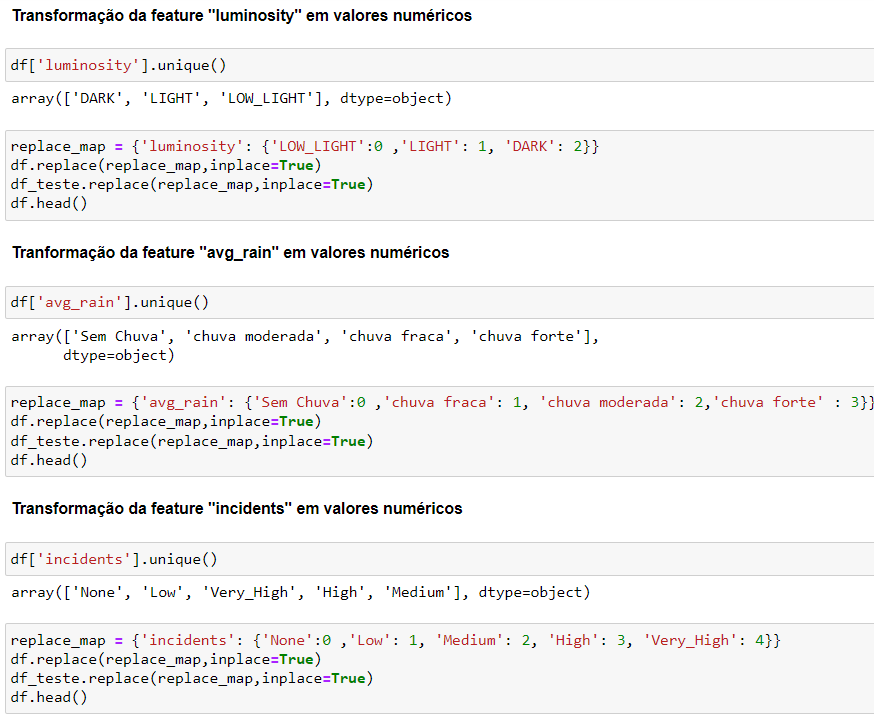 Transformação da feature "luminosity" em valores numéricos
df['luminosity'].unique()
array(['DARK', 'LIGHT', 'LOW_LIGHT'], dtype=object)
replace_map = {'luminosity': {'LOW_LIGHT':0 ,'LIGHT': 1, 'DARK': 2}}
df.replace(replace_map,inplace=True)
df_teste.replace(replace_map,inplace=True)
df.head()
Tranformação da feature "avg_rain" em valores numéricos
df['avg_rain'].unique()
array(['Sem Chuva', 'chuva moderada', 'chuva fraca', 'chuva forte'],
      dtype=object)
replace_map = {'avg_rain': {'Sem Chuva':0 ,'chuva fraca': 1, 'chuva moderada': 2,'chuva forte' : 3}}
df.replace(replace_map,inplace=True)
df_teste.replace(replace_map,inplace=True)
df.head()
Transformação da feature "incidents" em valores numéricos
df['incidents'].unique()
array(['None', 'Low', 'Very_High', 'High', 'Medium'], dtype=object)
replace_map = {'incidents': {'None':0 ,'Low': 1, 'Medium': 2, 'High': 3, 'Very_High': 4}}
df.replace(replace_map,inplace=True)
df_teste.replace(replace_map,inplace=True)
df.head()